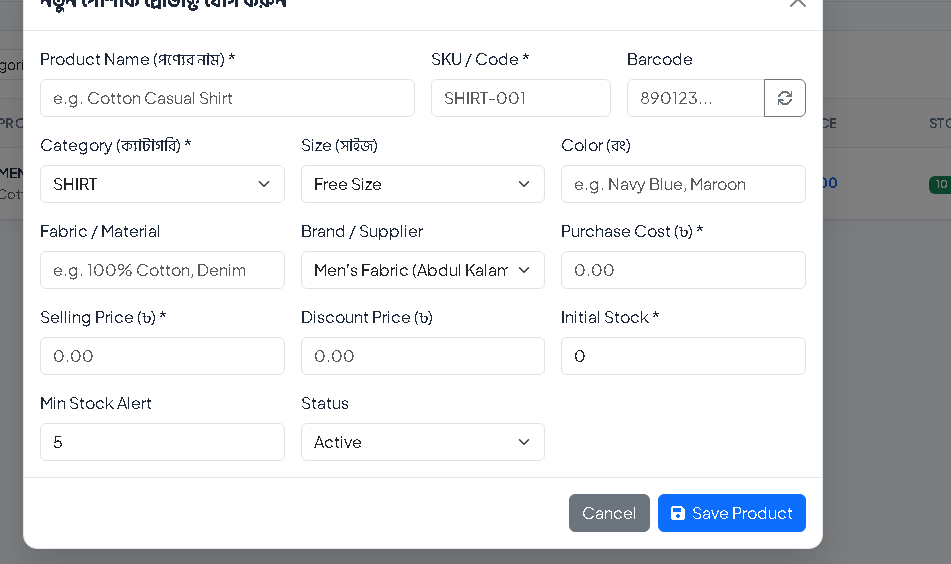 নতুন পোশাক প্রোডাক্ট যোগ করুন
Product Name (পণ্যের নাম) *
SKU / Code *
Barcode
e.g. Cotton Casual Shirt
SHIRT-001
890123...
Category (ক্যাটাগরি) *
Size (সাইজ)
Color (রং)
SHIRT
Free Size
e.g. Navy Blue, Maroon
Fabric / Material
Brand / Supplier
Purchase Cost (৳) *
e.g. 100% Cotton, Denim
Men's Fabric (Abdul Kalam
0.00
Selling Price (৳) *
Discount Price (৳)
Initial Stock *
0.00
0.00
0
Min Stock Alert
Status
5
Active
Cancel
Save Product
10